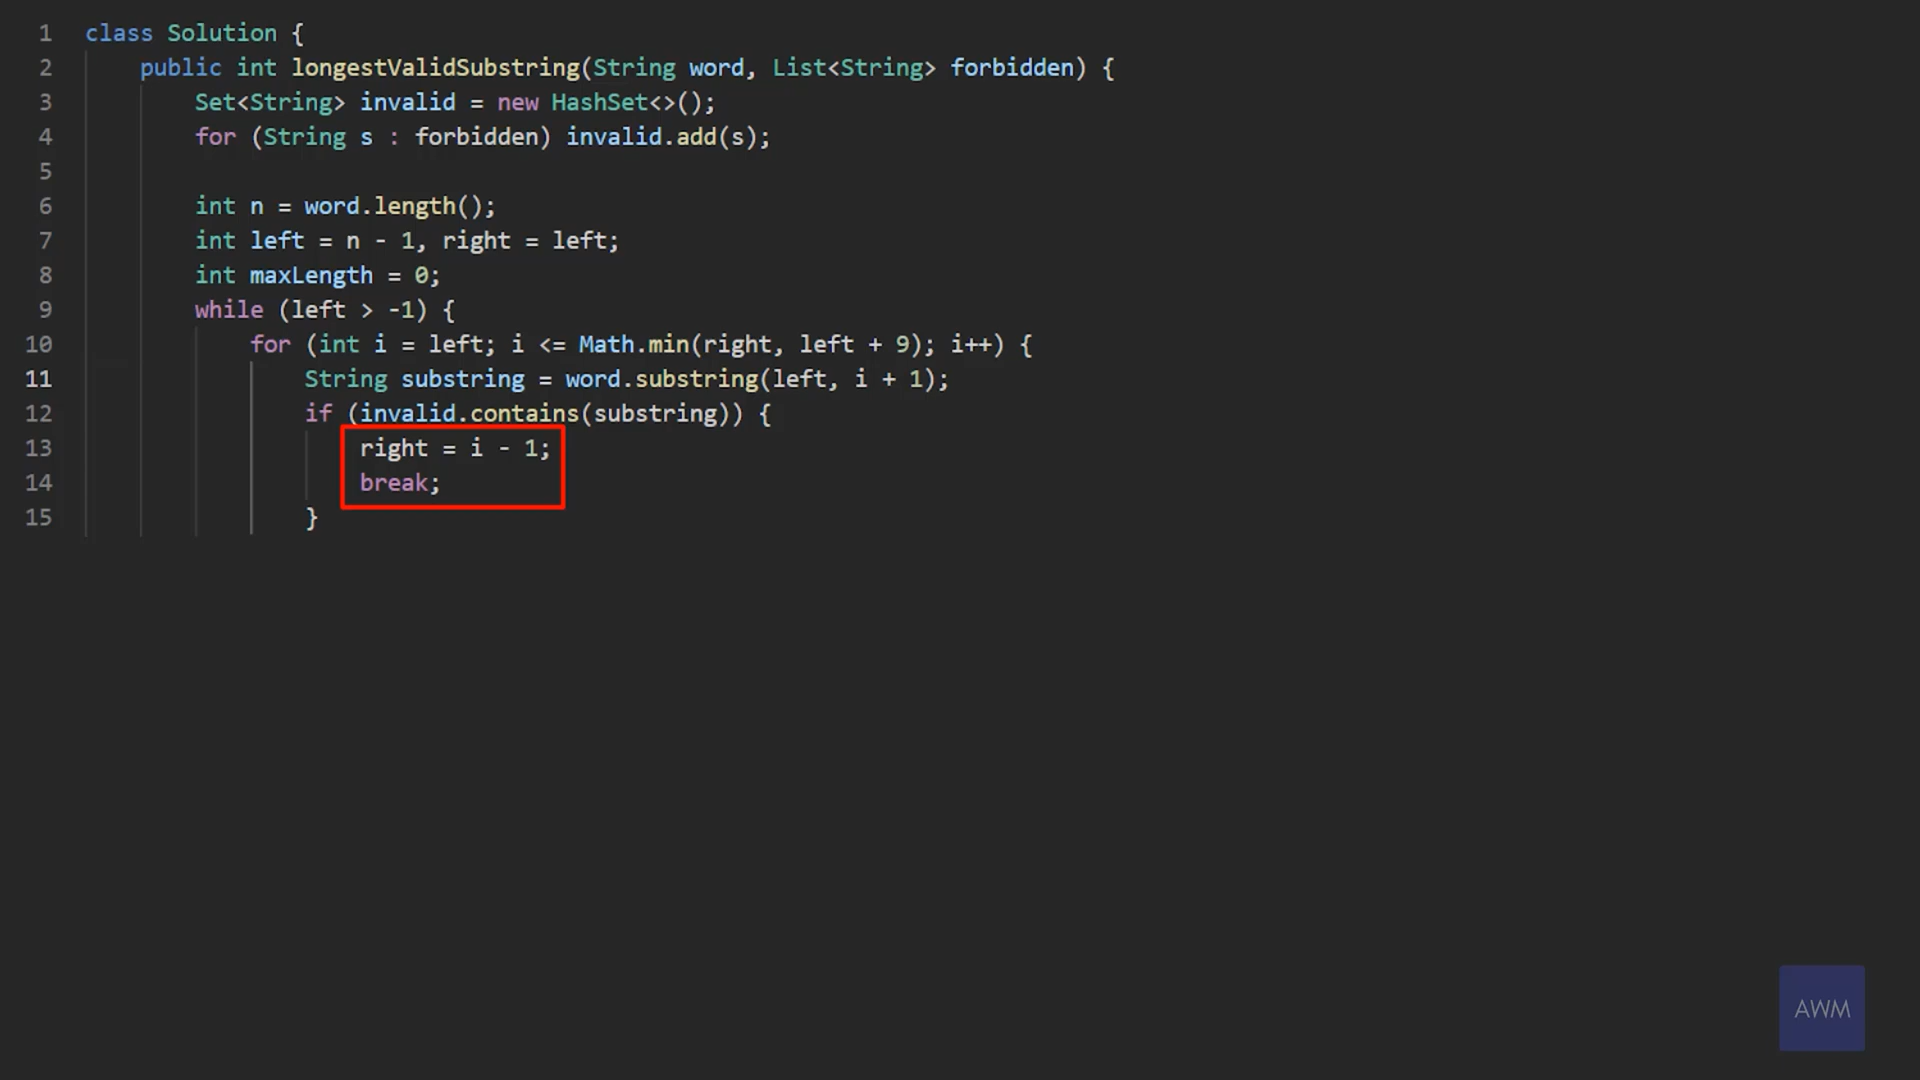 1 class Solution {
2 public int longestValidSubstring(String word, List<String> forbidden) {
3 Set<String> invalid = new HashSet<>();
4 for (String s : forbidden) invalid.add(s);
5
6 int n = word.length();
7 int left = n - 1, right = left;
8 int maxLength = 0;
9 while (left > -1) {
10 for (int i = left; i <= Math.min(right, left + 9); i++) {
11 String substring = word.substring(left, i + 1);
12 if (invalid.contains(substring)) {
13 right = i - 1;
14 break;
15 }
AWM